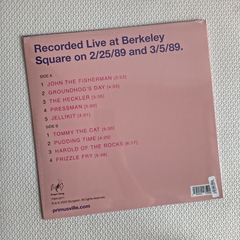 Recorded Live at Berkeley
Square on 2/25/89 and 3/5/89.
SIDE A
1 JOHN THE FISHERMAN
2 GROUNDHOG'S DAY
3 THE HECKLER
4 PRESSMAN
5 JELLIKIT
SIDE B
1 TOMMY THE CAT
2 PUDDING TIME
3 HAROLD OF THE ROCKS
4 FRIZZLE FRY
primusville.com